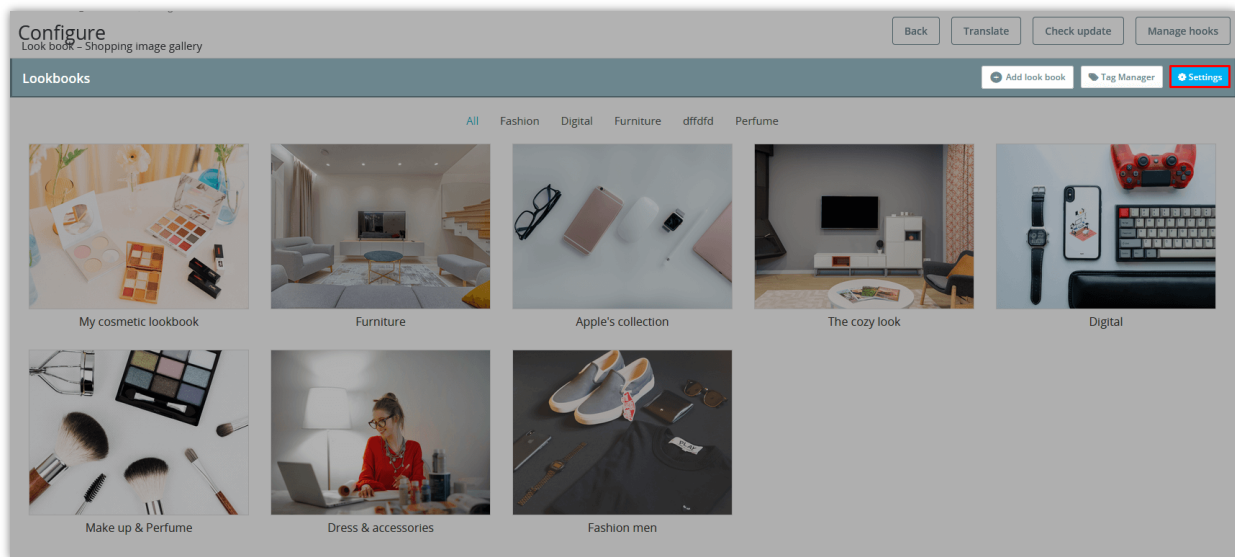 Configure
Look book – Shopping image gallery
Back Translate Check update Manage hooks
Lookbooks
Add look book Tag Manager Settings
All Fashion Digital Furniture dffdfd Perfume
My cosmetic lookbook Furniture Apple's collection The cozy look Digital
PLAY
Make up & Perfume Dress & accessories Fashion men